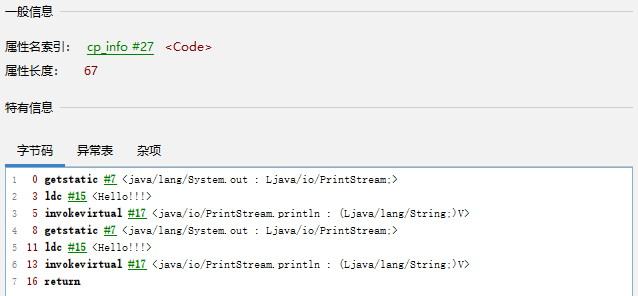 一般信息
属性名索引： cp_info #27 <Code>
属性长度： 67
特有信息
字节码 异常表 杂项
1 0 getstatic #7 <java/lang/System.out : Ljava/io/PrintStream;>
2 3 ldc #15 <Hello!!!>
3 5 invokevirtual #17 <java/io/PrintStream.println : (Ljava/lang/String;)V>
4 8 getstatic #7 <java/lang/System.out : Ljava/io/PrintStream;>
5 11 ldc #15 <Hello!!!>
6 13 invokevirtual #17 <java/io/PrintStream.println : (Ljava/lang/String;)V>
7 16 return